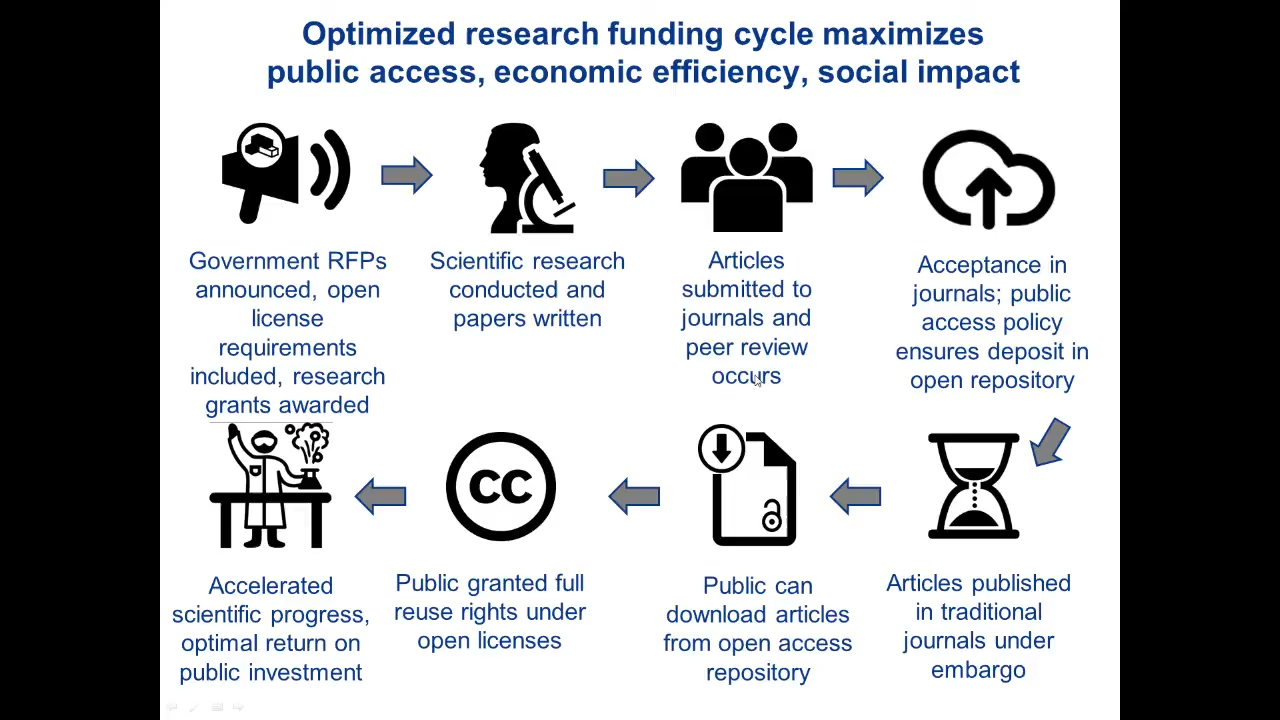 Optimized research funding cycle maximizes
public access, economic efficiency, social impact
Government RFPs
announced, open
license
requirements
included, research
grants awarded
Scientific research
conducted and
papers written
Articles
submitted to
journals and
peer review
occurs
Acceptance in
journals; public
access policy
ensures deposit in
open repository
Articles published
in traditional
journals under
embargo
Public can
download articles
from open access
repository
CC
Public granted full
reuse rights under
open licenses
Accelerated
scientific progress,
optimal return on
public investment